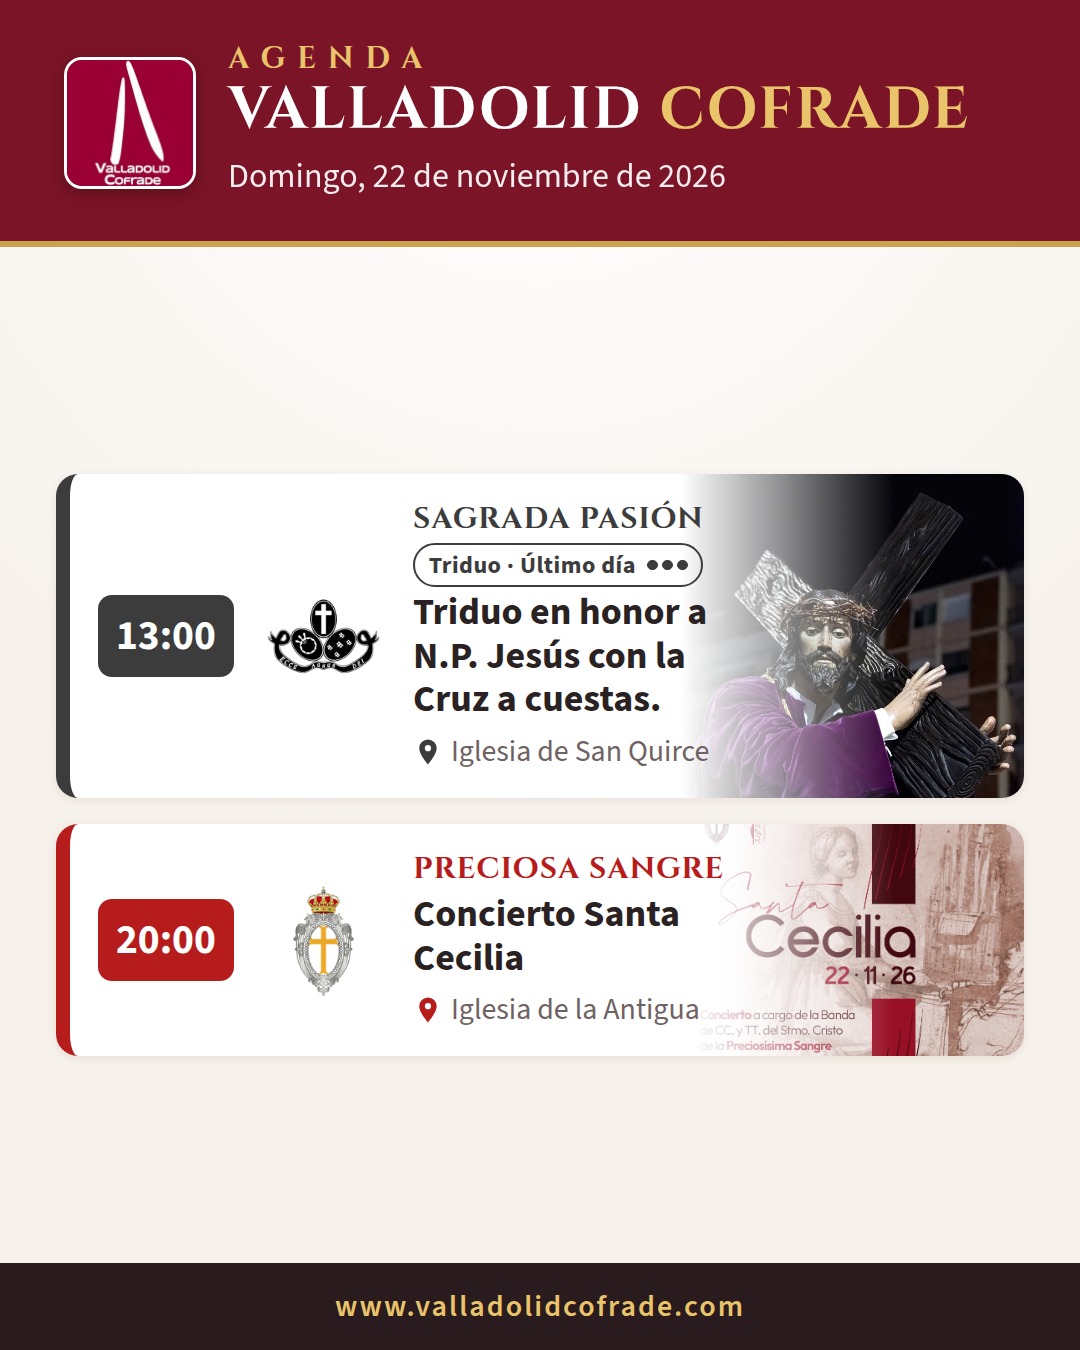 AGENDA
VALLADOLID COFRADE
Domingo, 22 de noviembre de 2026
Valladolid
Cofrade
SAGRADA PASIÓN
Triduo · Último día
13:00
Triduo en honor a
N.P. Jesús con la
Cruz a cuestas.
ECCE AGNUS DEI
Iglesia de San Quirce
PRECIOSA SANGRE
20:00
Concierto Santa
Cecilia
Iglesia de la Antigua
Santa
Cecilia
22 · 11 · 26
Concierto a cargo de la Banda
de CC. y TT. del Stmo. Cristo
de la Preciosísima Sangre
www.valladolidcofrade.com